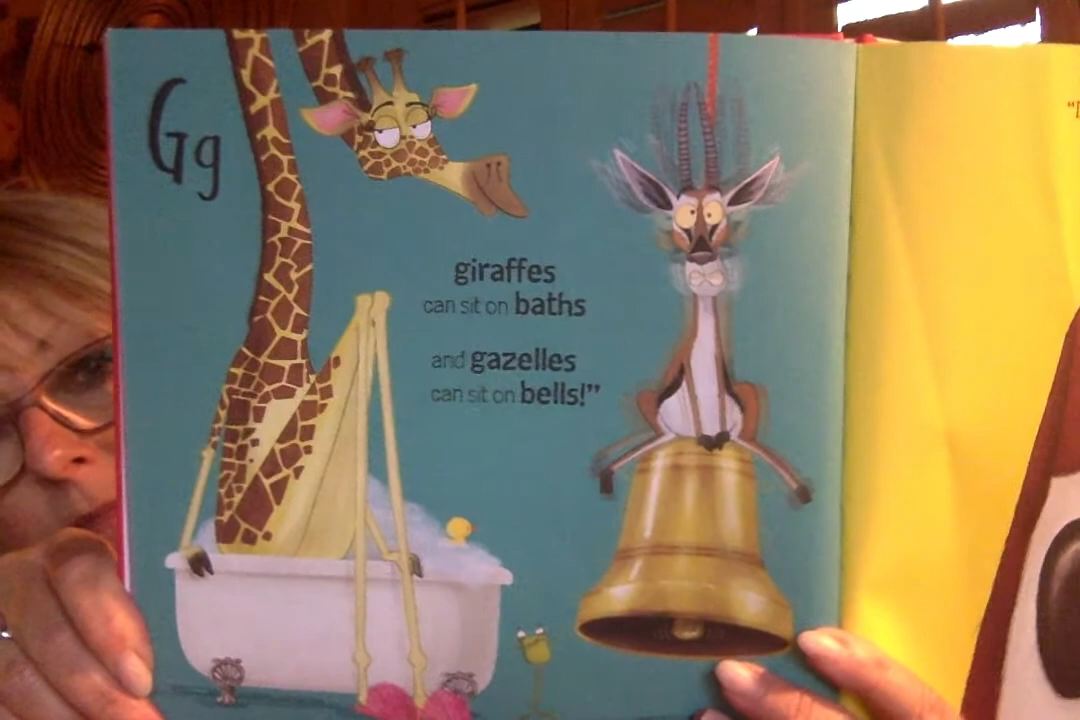 Gg
giraffes
can sit on baths
and gazelles
can sit on bells!”